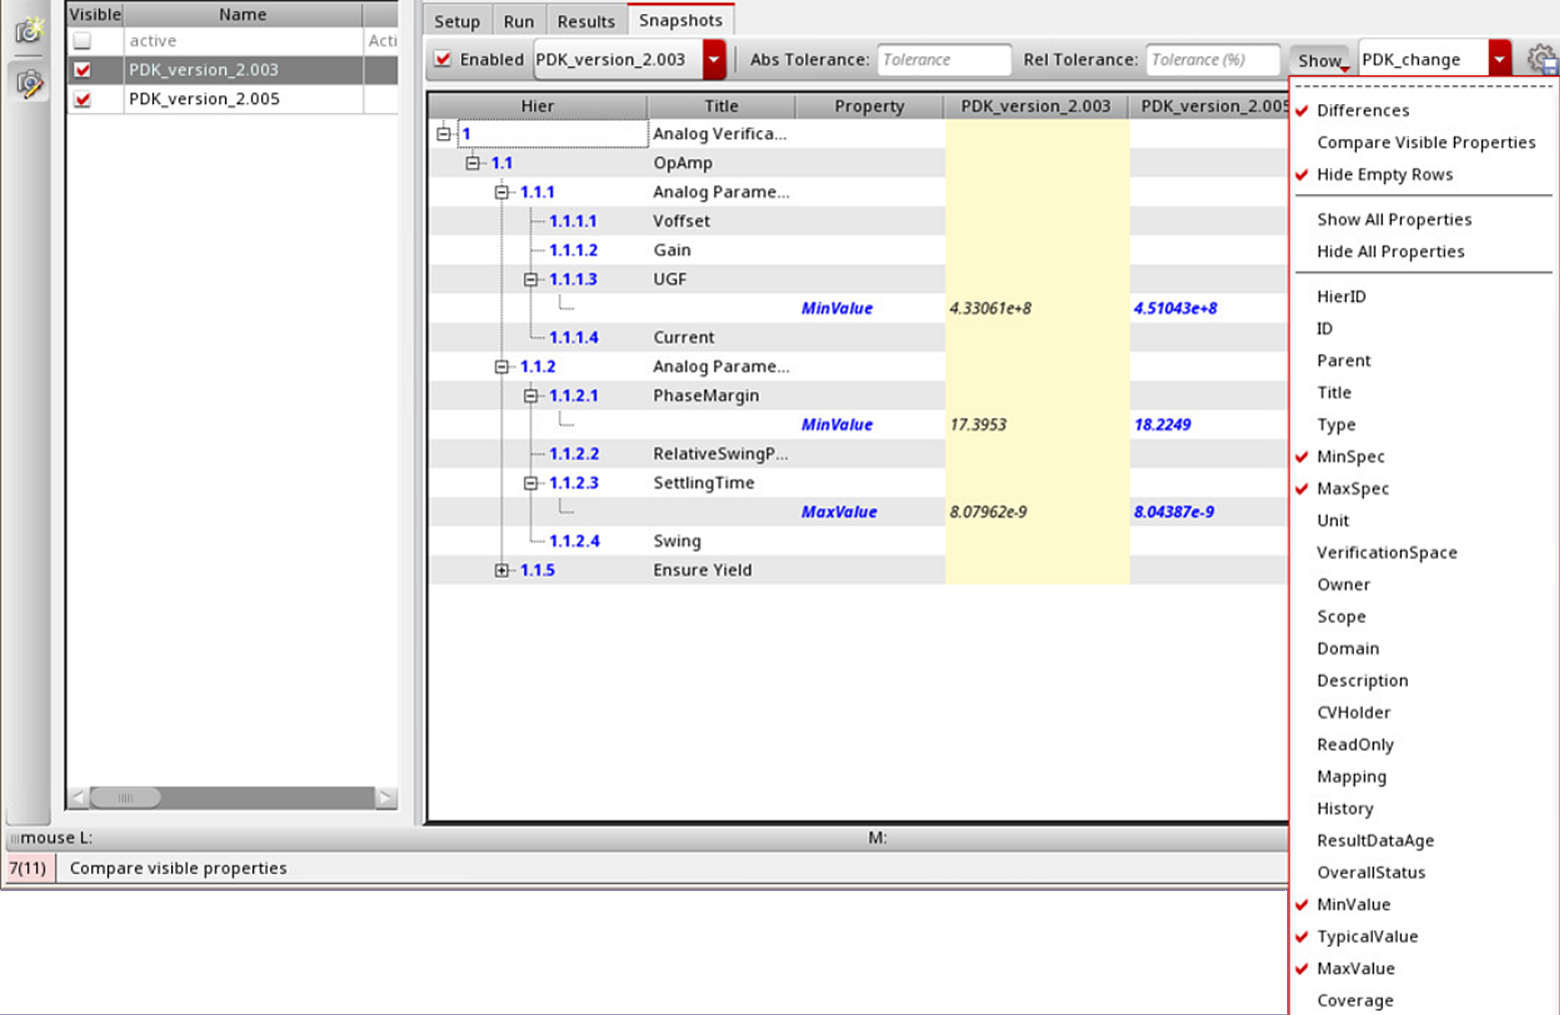 Visible Name
active Acti
PDK_version_2.003
PDK_version_2.005
Setup Run Results Snapshots
Enabled PDK_version_2.003 Abs Tolerance: Tolerance Rel Tolerance: Tolerance (%) Show PDK_change
Hier Title Property PDK_version_2.003 PDK_version_2.005
1 Analog Verifica...
1.1 OpAmp
1.1.1 Analog Parame...
1.1.1.1 Voffset
1.1.1.2 Gain
1.1.1.3 UGF
MinValue 4.33061e+8 4.51043e+8
1.1.1.4 Current
1.1.2 Analog Parame...
1.1.2.1 PhaseMargin
MinValue 17.3953 18.2249
1.1.2.2 RelativeSwingP...
1.1.2.3 SettlingTime
MaxValue 8.07962e-9 8.04387e-9
1.1.2.4 Swing
1.1.5 Ensure Yield
Differences
Compare Visible Properties
Hide Empty Rows
Show All Properties
Hide All Properties
HierID
ID
Parent
Title
Type
MinSpec
MaxSpec
Unit
VerificationSpace
Owner
Scope
Domain
Description
CVHolder
ReadOnly
Mapping
History
ResultDataAge
OverallStatus
MinValue
TypicalValue
MaxValue
Coverage
mouse L: M:
7(11) Compare visible properties